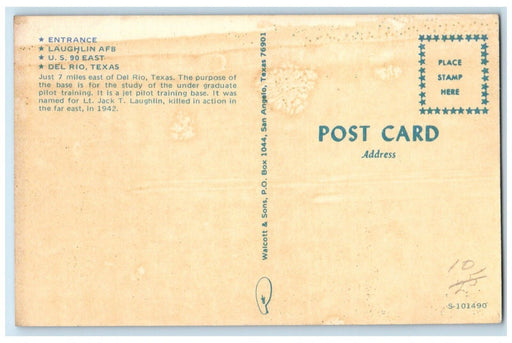 ★ ENTRANCE
★ LAUGHLIN AFB
★ U. S. 90 EAST
★ DEL RIO, TEXAS
Just 7 miles east of Del Rio, Texas. The purpose of
the base is for the study of the under graduate
pilot training. It is a jet pilot training base. It was
named for Lt. Jack T. Laughlin, killed in action in
the far east, in 1942.
Walcott & Sons, P.O. Box 1044, San Angelo, Texas 76901
PLACE
STAMP
HERE
POST CARD
Address
10
S-101490